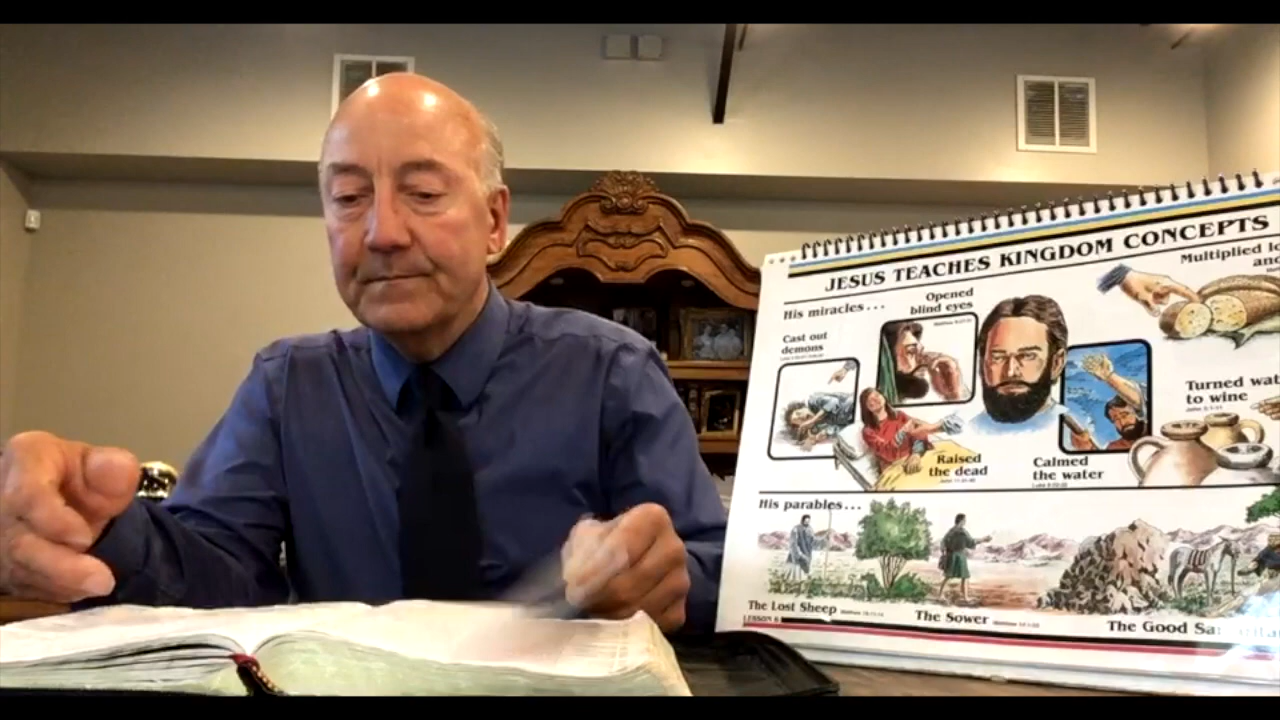 JESUS TEACHES KINGDOM CONCEPTS
Multiplied
His miracles...
Opened
blind eyes
Cast out
demons
Turned
to wine
Raised
the dead
Calmed
the water
His parables...
The Lost Sheep
The Sower
The Good
LESSON 6